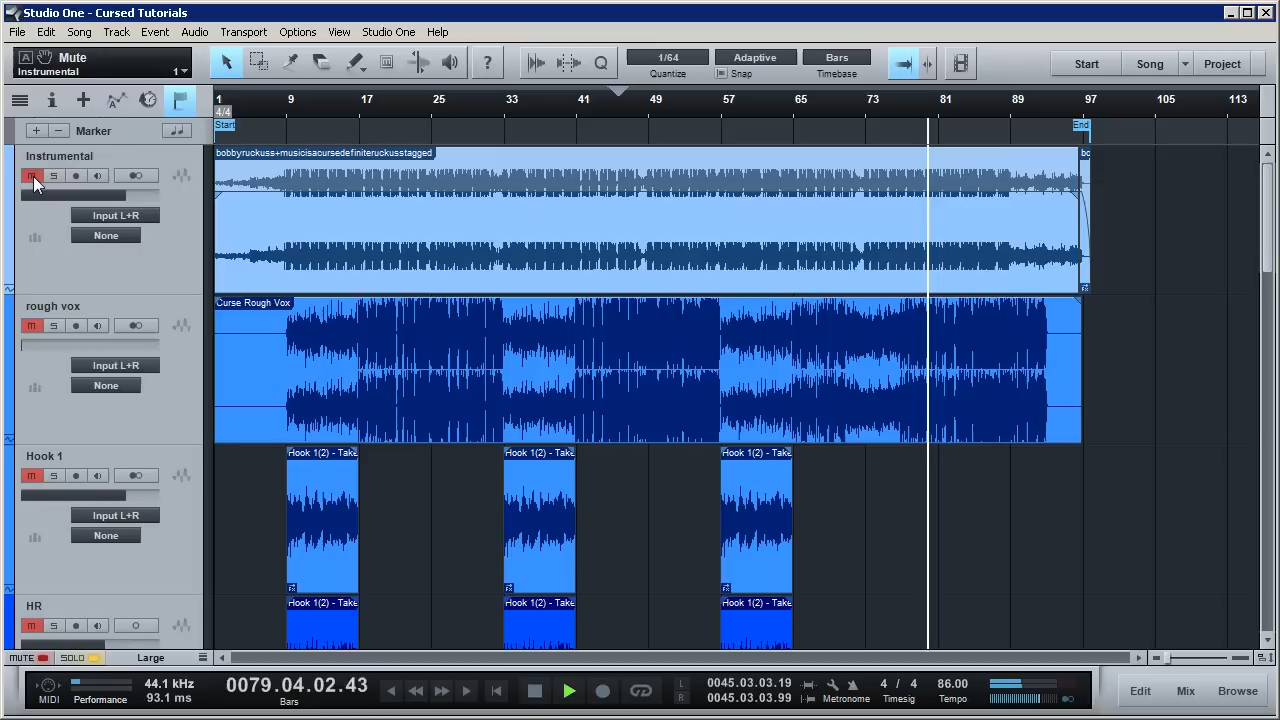 Studio One - Cursed Tutorials
File Edit Song Track Event Audio Transport Options View Studio One Help
A Mute
Instrumental 1
?
1/64 Adaptive Bars
Quantize Snap Timebase
Start Song Project
1 9 17 25 33 41 49 57 65 73 81 89 97 105 113
4/4
Marker
Start End
Instrumental
bobbyruckuss+musicisacursedefiniteruckusstagged bc
m S
Input L+R
None
rough vox
Curse Rough Vox
m S
Input L+R
None
Hook 1
Hook 1(2) - Take Hook 1(2) - Take Hook 1(2) - Take
m S
Input L+R
None
HR
Hook 1(2) - Take Hook 1(2) - Take Hook 1(2) - Take
m S
MUTE SOLO Large
MIDI Performance
44.1 kHz
93.1 ms
0079.04.02.43
Bars
L 0045.03.03.19
R 0045.03.03.99
Metronome
4 / 4
Timesig
86.00
Tempo
Edit Mix Browse